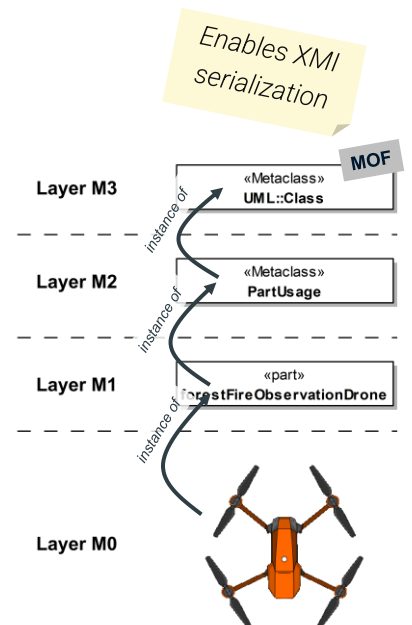 Enables XMI
serialization
MOF
Layer M3
«Metaclass»
UML::Class
instance of
Layer M2
«Metaclass»
PartUsage
instance of
Layer M1
«part»
forestFireObservationDrone
instance of
Layer M0